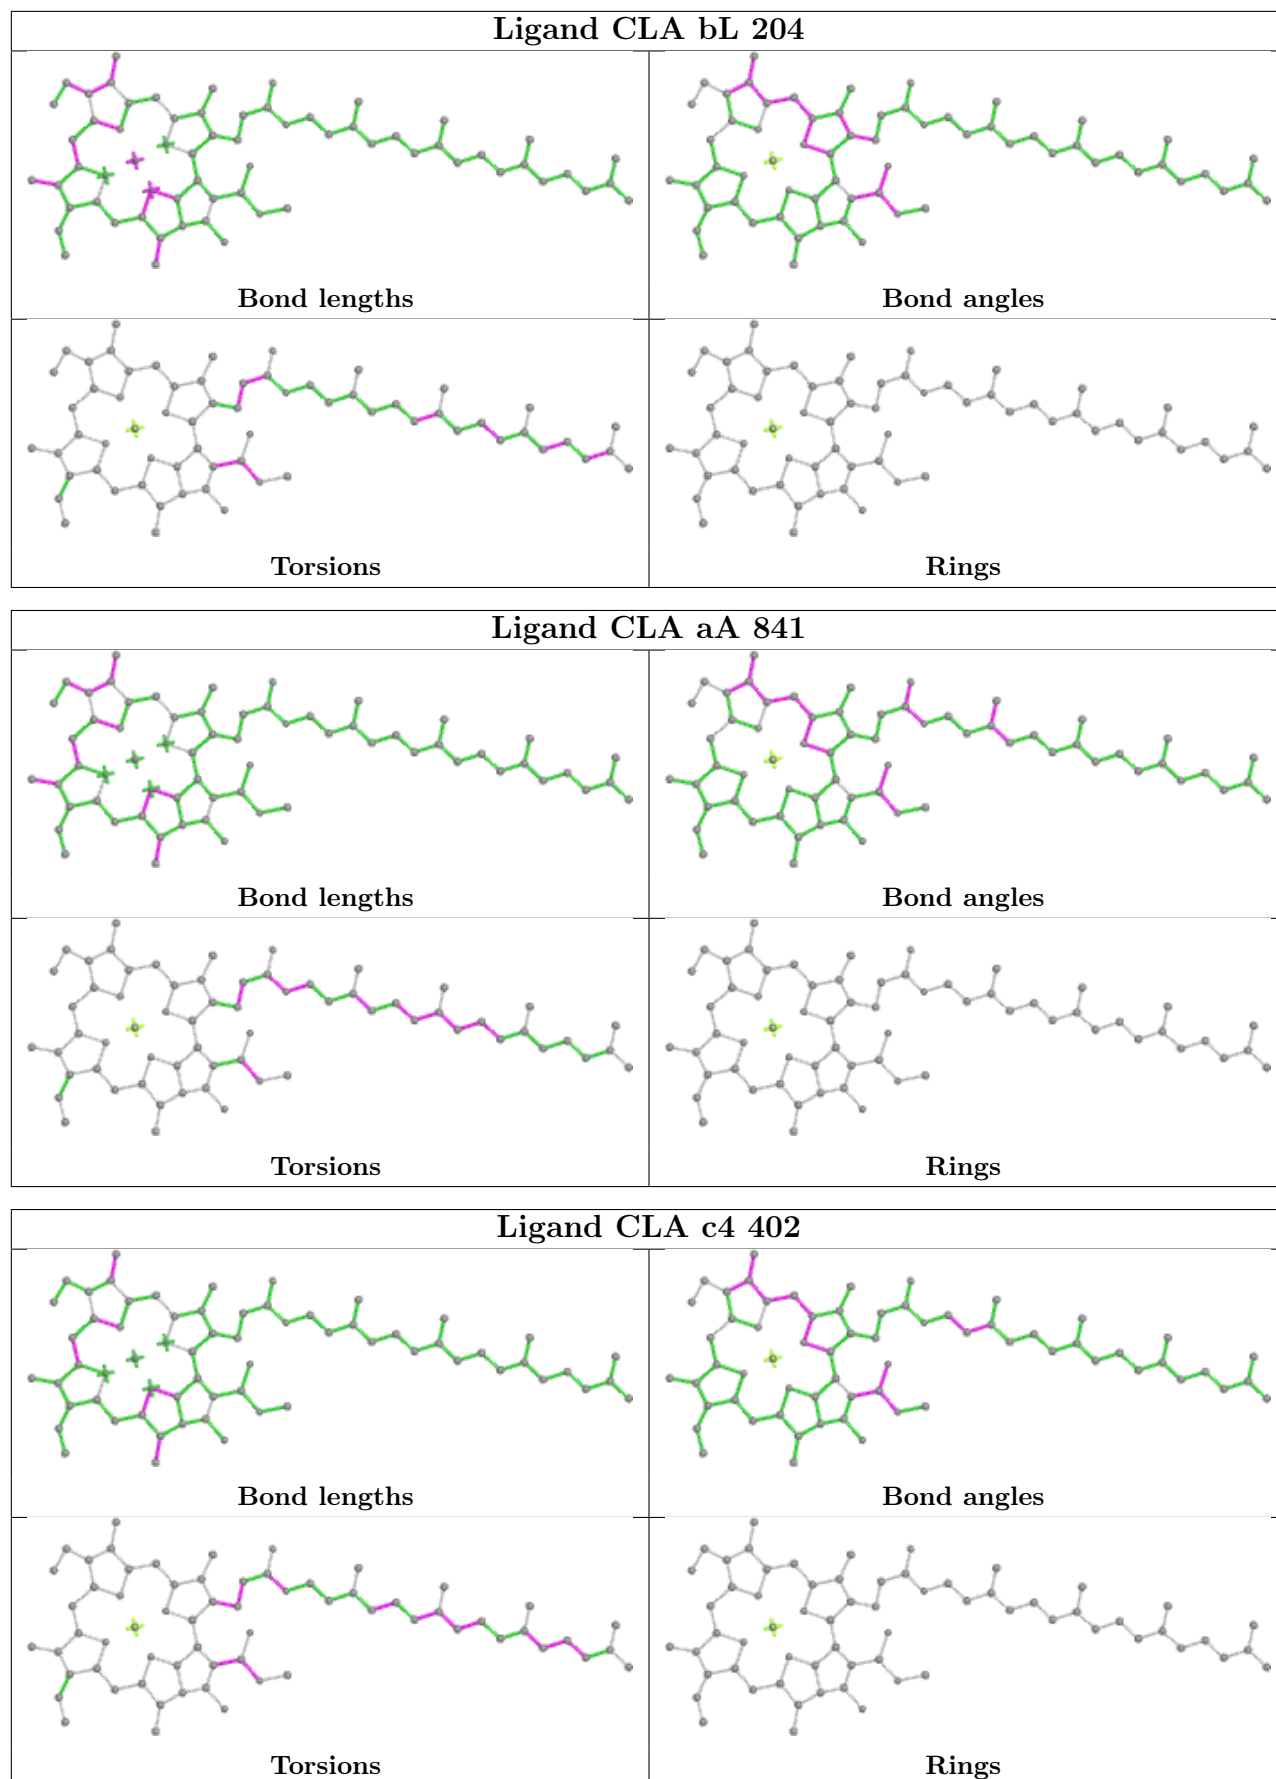 Ligand CLA bL 204
Bond lengths
Bond angles
Torsions
Rings
Ligand CLA aA 841
Bond lengths
Bond angles
Torsions
Rings
Ligand CLA c4 402
Bond lengths
Bond angles
Torsions
Rings